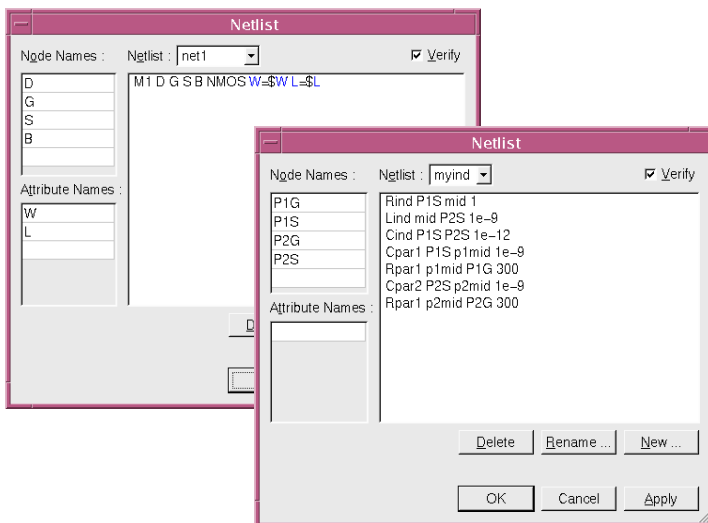 Netlist
Node Names :
Netlist : net1
Verify
D
G
S
B
M1 D G S B NMOS W=$W L=$L
Attribute Names :
W
L
D
Netlist
Node Names :
Netlist : myind
Verify
P1G
P1S
P2G
P2S
Rind P1S mid 1
Lind mid P2S 1e-9
Cind P1S P2S 1e-12
Cpar1 P1S p1mid 1e-9
Rpar1 p1mid P1G 300
Cpar2 P2S p2mid 1e-9
Rpar1 p2mid P2G 300
Attribute Names :
Delete
Rename ...
New ...
OK
Cancel
Apply